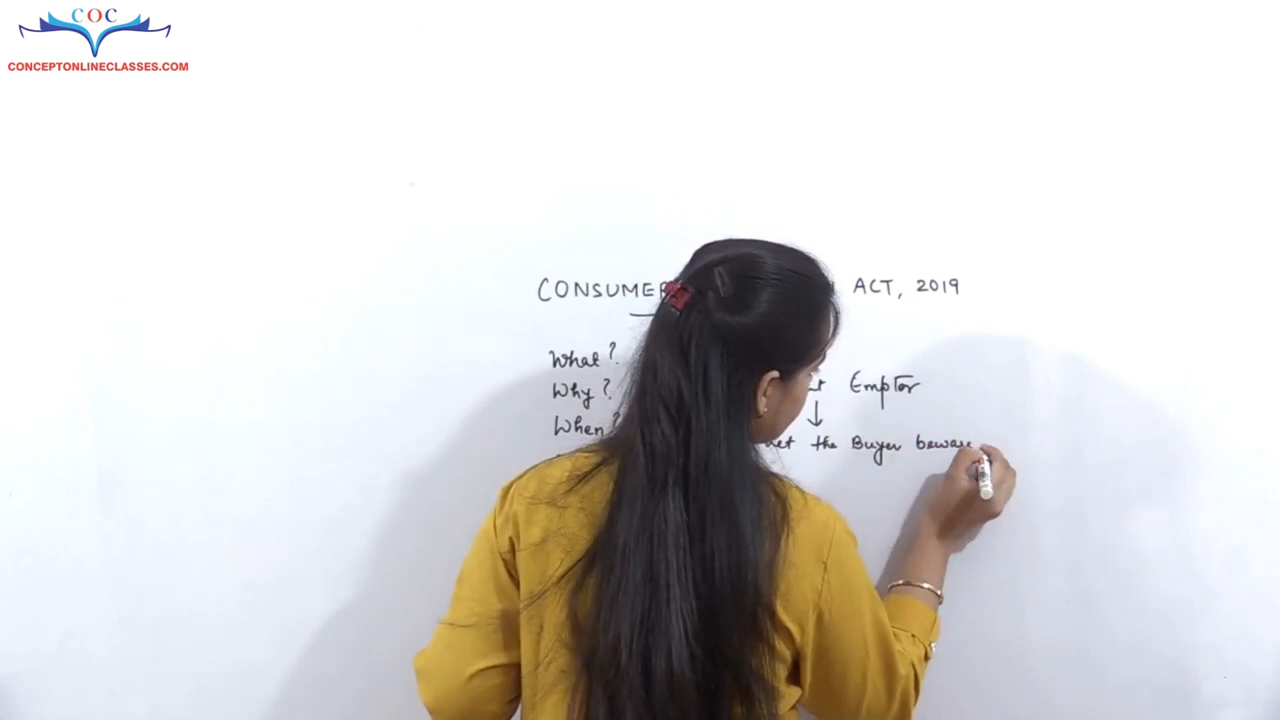 COC
CONCEPTONLINECLASSES.COM
CONSUMER ACT, 2019
What?
Why? Emptor
When? the Buyer beware